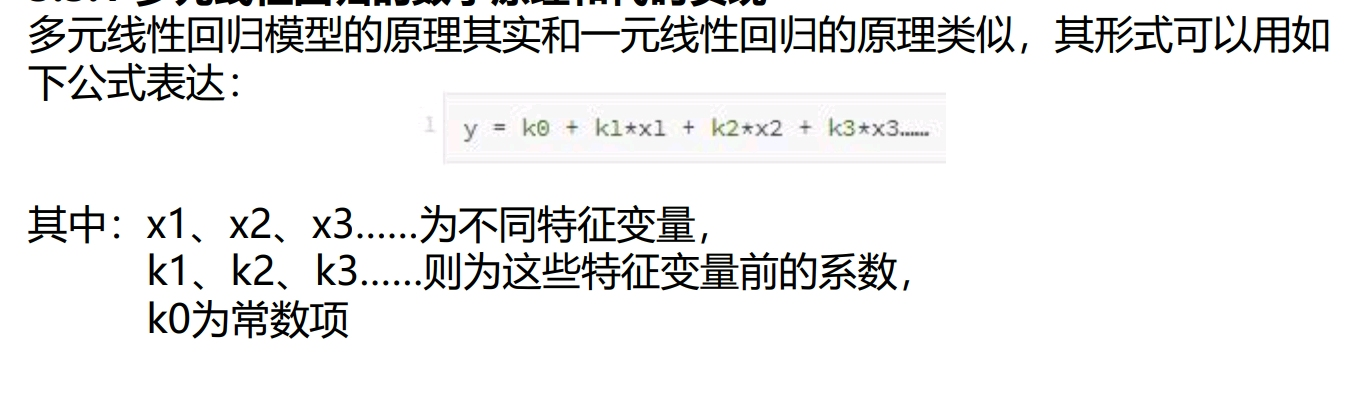 多元线性回归模型的原理其实和一元线性回归的原理类似，其形式可以用如
下公式表达：
1 y = k0 + k1*x1 + k2*x2 + k3*x3……
其中：x1、x2、x3……为不同特征变量，
k1、k2、k3……则为这些特征变量前的系数，
k0为常数项